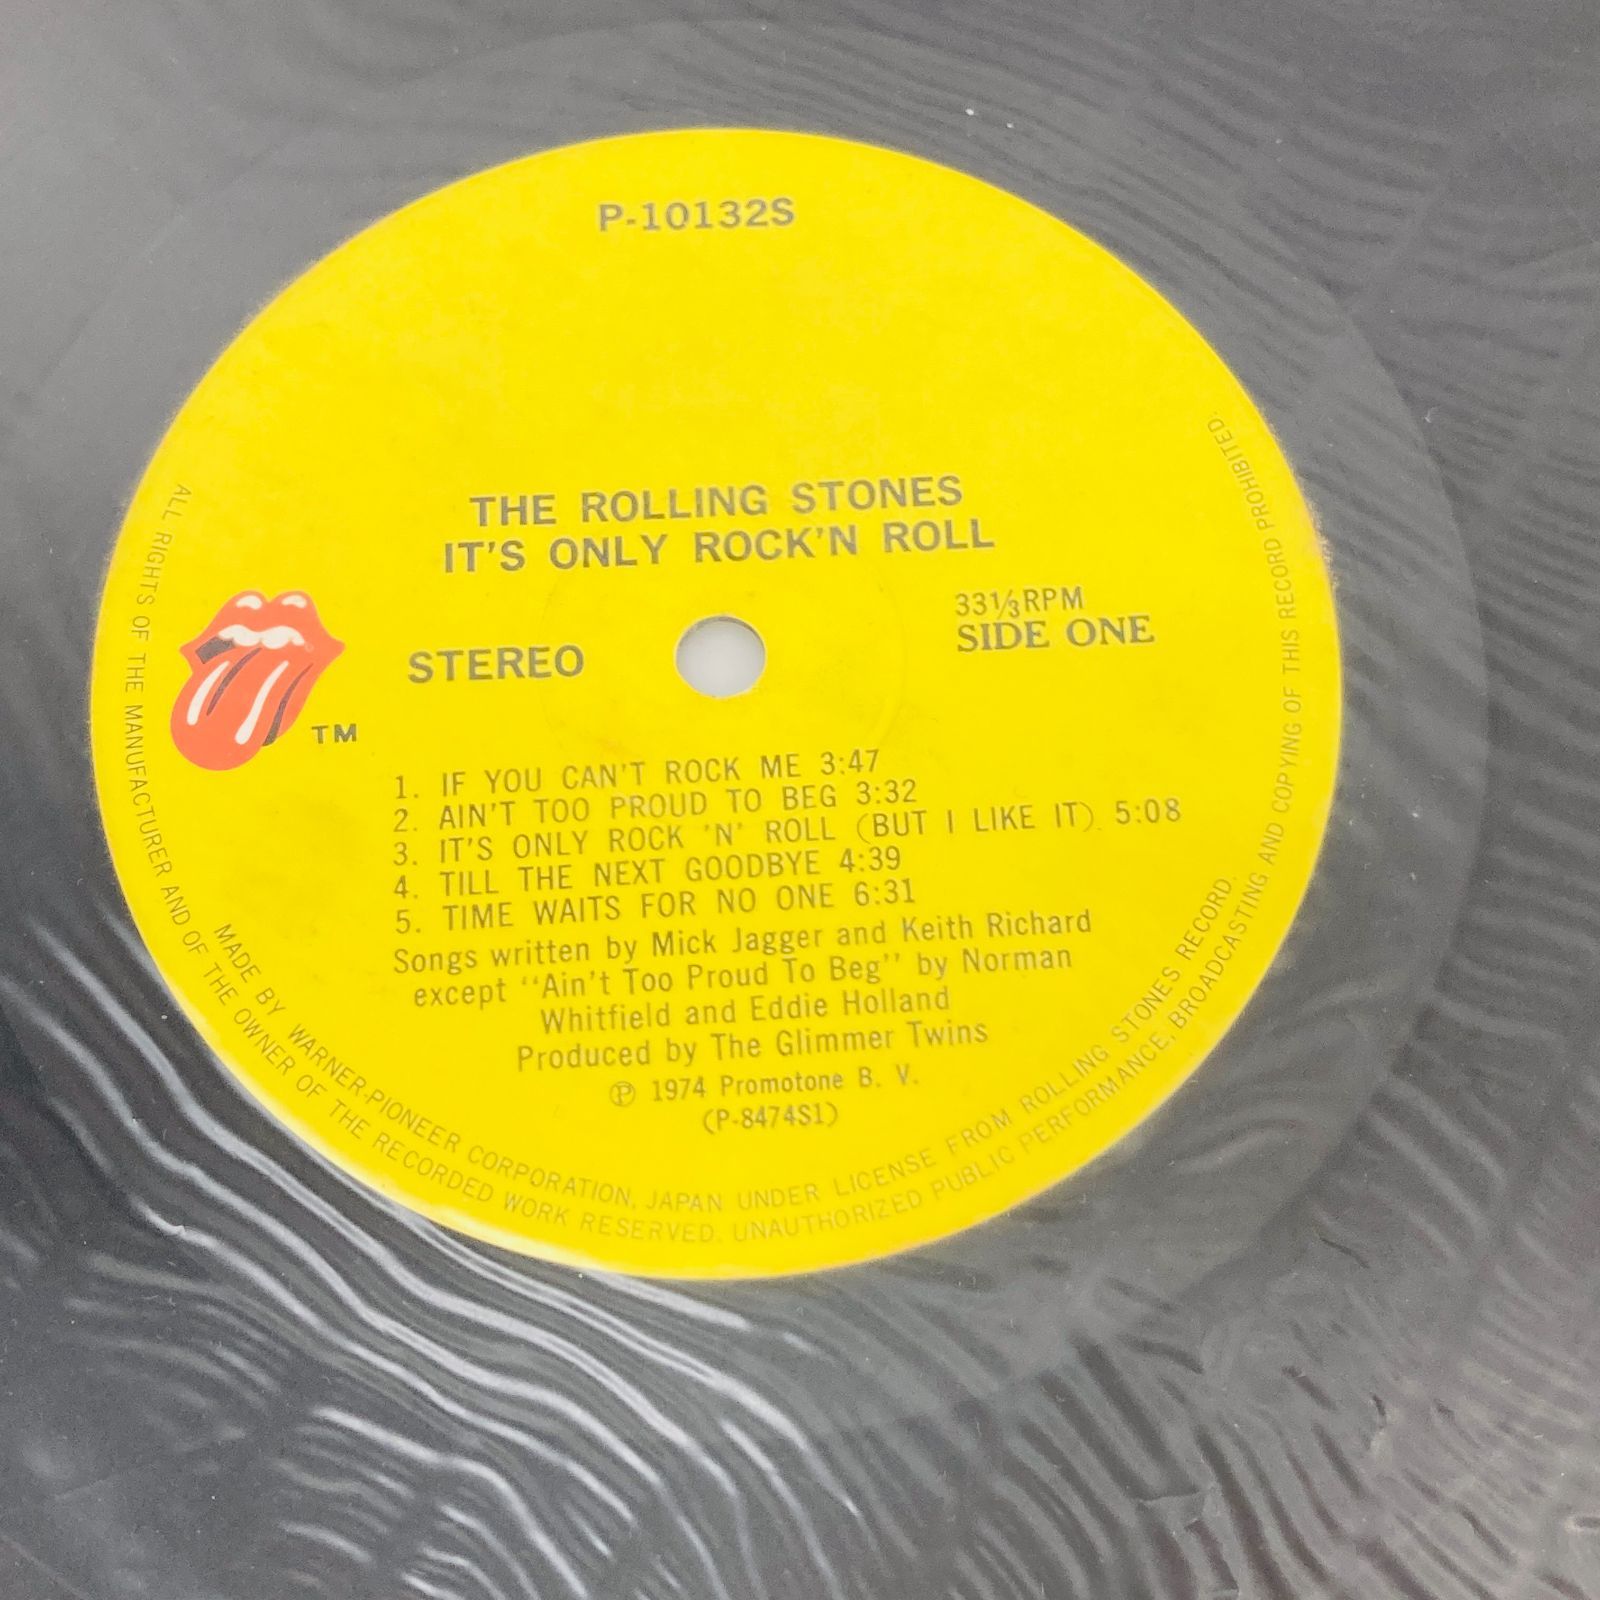 P-10132S
THE ROLLING STONES
IT'S ONLY ROCK'N ROLL
33⅓RPM
SIDE ONE
STEREO
TM
1. IF YOU CAN'T ROCK ME 3:47
2. AIN'T TOO PROUD TO BEG 3:32
3. IT'S ONLY ROCK 'N' ROLL (BUT I LIKE IT) 5:08
4. TILL THE NEXT GOODBYE 4:39
5. TIME WAITS FOR NO ONE 6:31
Songs written by Mick Jagger and Keith Richard
except "Ain't Too Proud To Beg" by Norman
Whitfield and Eddie Holland
Produced by The Glimmer Twins
℗ 1974 Promotone B. V.
(P-8474S1)
MADE BY WARNER-PIONEER CORPORATION, JAPAN UNDER LICENSE FROM ROLLING STONES RECORD.
ALL RIGHTS OF THE MANUFACTURER AND OF THE OWNER OF THE RECORDED WORK RESERVED. UNAUTHORIZED PUBLIC PERFORMANCE, BROADCASTING AND COPYING OF THIS RECORD PROHIBITED.